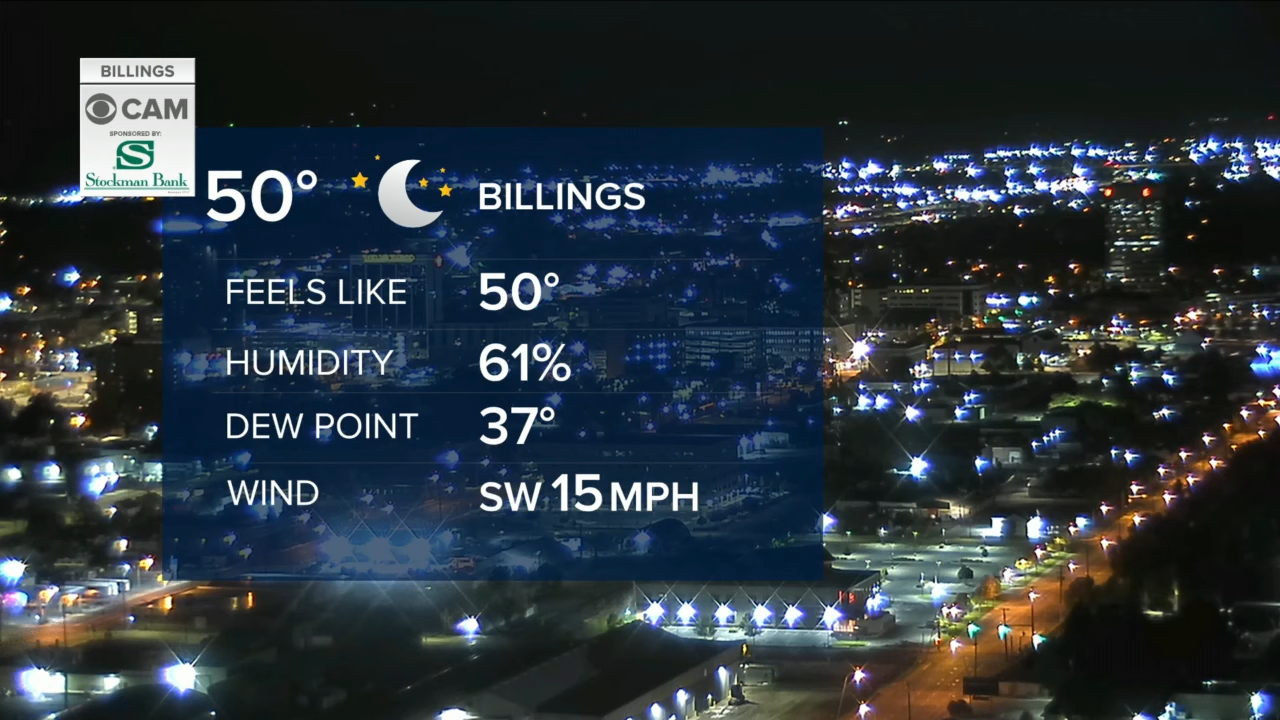 BILLINGS
CAM
SPONSORED BY:
S
Stockman Bank
50° BILLINGS
FEELS LIKE 50°
HUMIDITY 61%
DEW POINT 37°
WIND SW 15 MPH